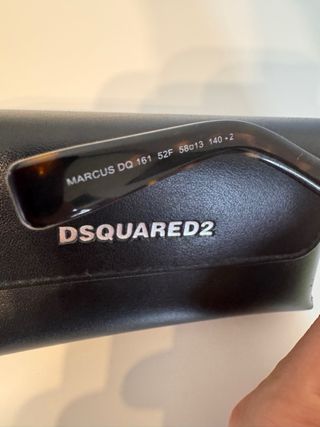 MARCUS DQ 161 52F 58□13 140 - 2
DSQUARED2